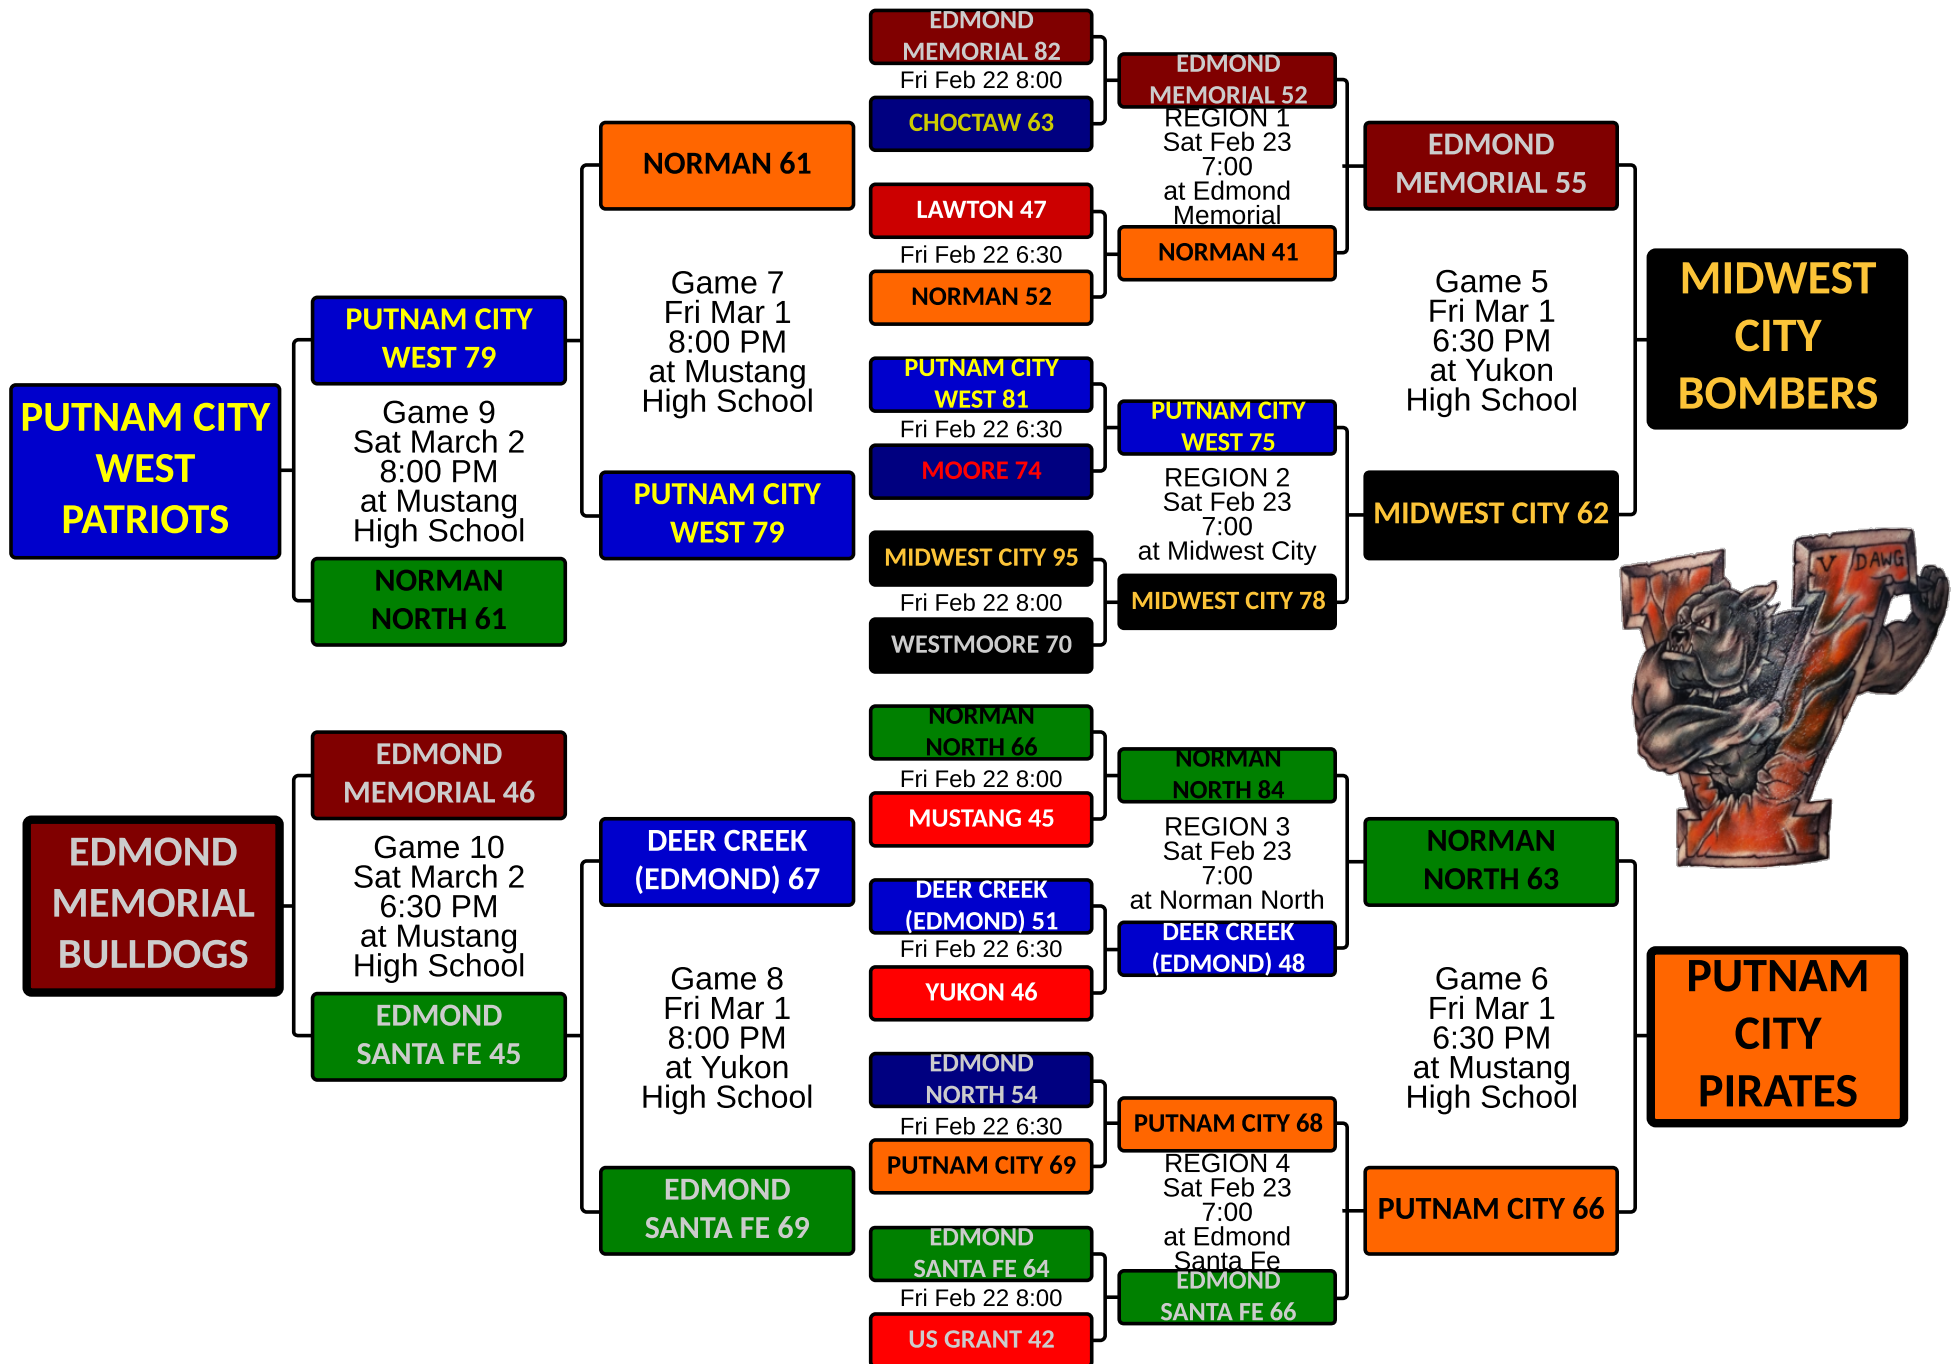 EDMOND
MEMORIAL 82
Fri Feb 22 8:00
CHOCTAW 63
LAWTON 47
Fri Feb 22 6:30
NORMAN 52
PUTNAM CITY
WEST 81
Fri Feb 22 6:30
MOORE 74
MIDWEST CITY 95
Fri Feb 22 8:00
WESTMOORE 70
NORMAN
NORTH 66
Fri Feb 22 8:00
MUSTANG 45
DEER CREEK
(EDMOND) 51
Fri Feb 22 6:30
YUKON 46
EDMOND
NORTH 54
Fri Feb 22 6:30
PUTNAM CITY 69
EDMOND
SANTA FE 64
Fri Feb 22 8:00
US GRANT 42
EDMOND
MEMORIAL 52
REGION 1
Sat Feb 23
7:00
at Edmond
Memorial
NORMAN 41
PUTNAM CITY
WEST 75
REGION 2
Sat Feb 23
7:00
at Midwest City
MIDWEST CITY 78
NORMAN
NORTH 84
REGION 3
Sat Feb 23
7:00
at Norman North
DEER CREEK
(EDMOND) 48
PUTNAM CITY 68
REGION 4
Sat Feb 23
7:00
at Edmond
Santa Fe
EDMOND
SANTA FE 66
EDMOND
MEMORIAL 55
Game 5
Fri Mar 1
6:30 PM
at Yukon
High School
MIDWEST CITY 62
MIDWEST
CITY
BOMBERS
NORMAN
NORTH 63
Game 6
Fri Mar 1
6:30 PM
at Mustang
High School
PUTNAM CITY 66
PUTNAM
CITY
PIRATES
NORMAN 61
Game 7
Fri Mar 1
8:00 PM
at Mustang
High School
PUTNAM CITY
WEST 79
DEER CREEK
(EDMOND) 67
Game 8
Fri Mar 1
8:00 PM
at Yukon
High School
EDMOND
SANTA FE 69
PUTNAM CITY
WEST 79
Game 9
Sat March 2
8:00 PM
at Mustang
High School
NORMAN
NORTH 61
PUTNAM CITY
WEST
PATRIOTS
EDMOND
MEMORIAL 46
Game 10
Sat March 2
6:30 PM
at Mustang
High School
EDMOND
SANTA FE 45
EDMOND
MEMORIAL
BULLDOGS
V DAWG